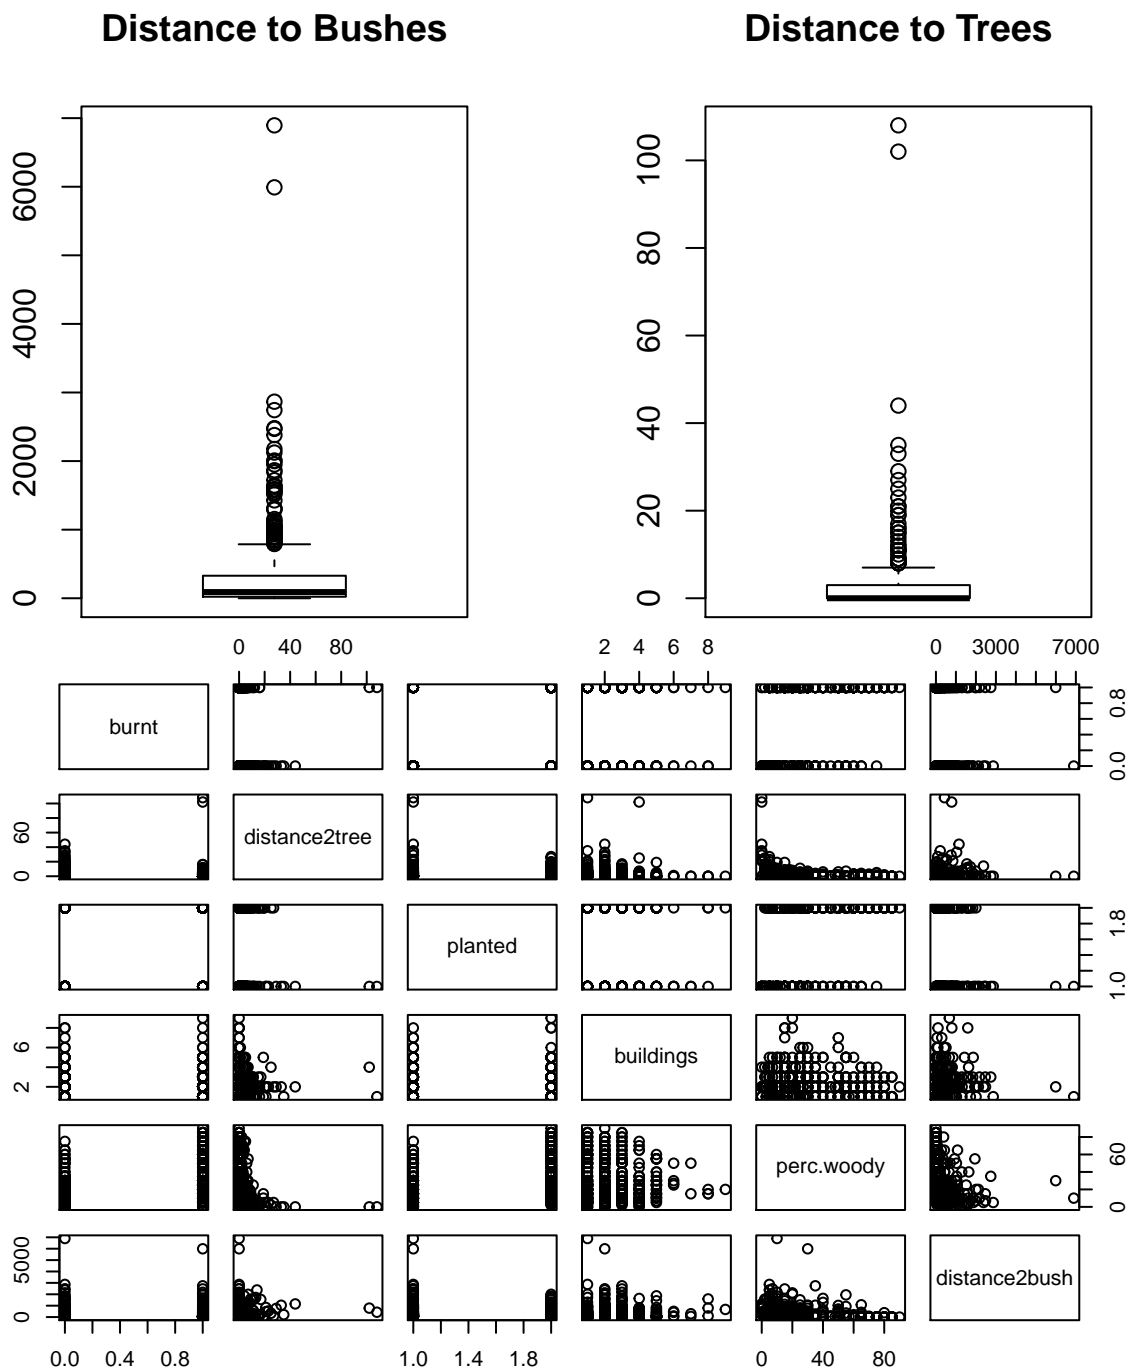 Distance to Bushes
Distance to Trees
6000
4000
2000
0
100
80
60
40
20
0
0 40 80
2 4 6 8
0 3000 7000
burnt
0.0 0.8
0 60
distance2tree
planted
1.0 1.8
2 6
buildings
perc.woody
0 60
0 5000
distance2bush
0.0 0.4 0.8
1.0 1.4 1.8
0 40 80